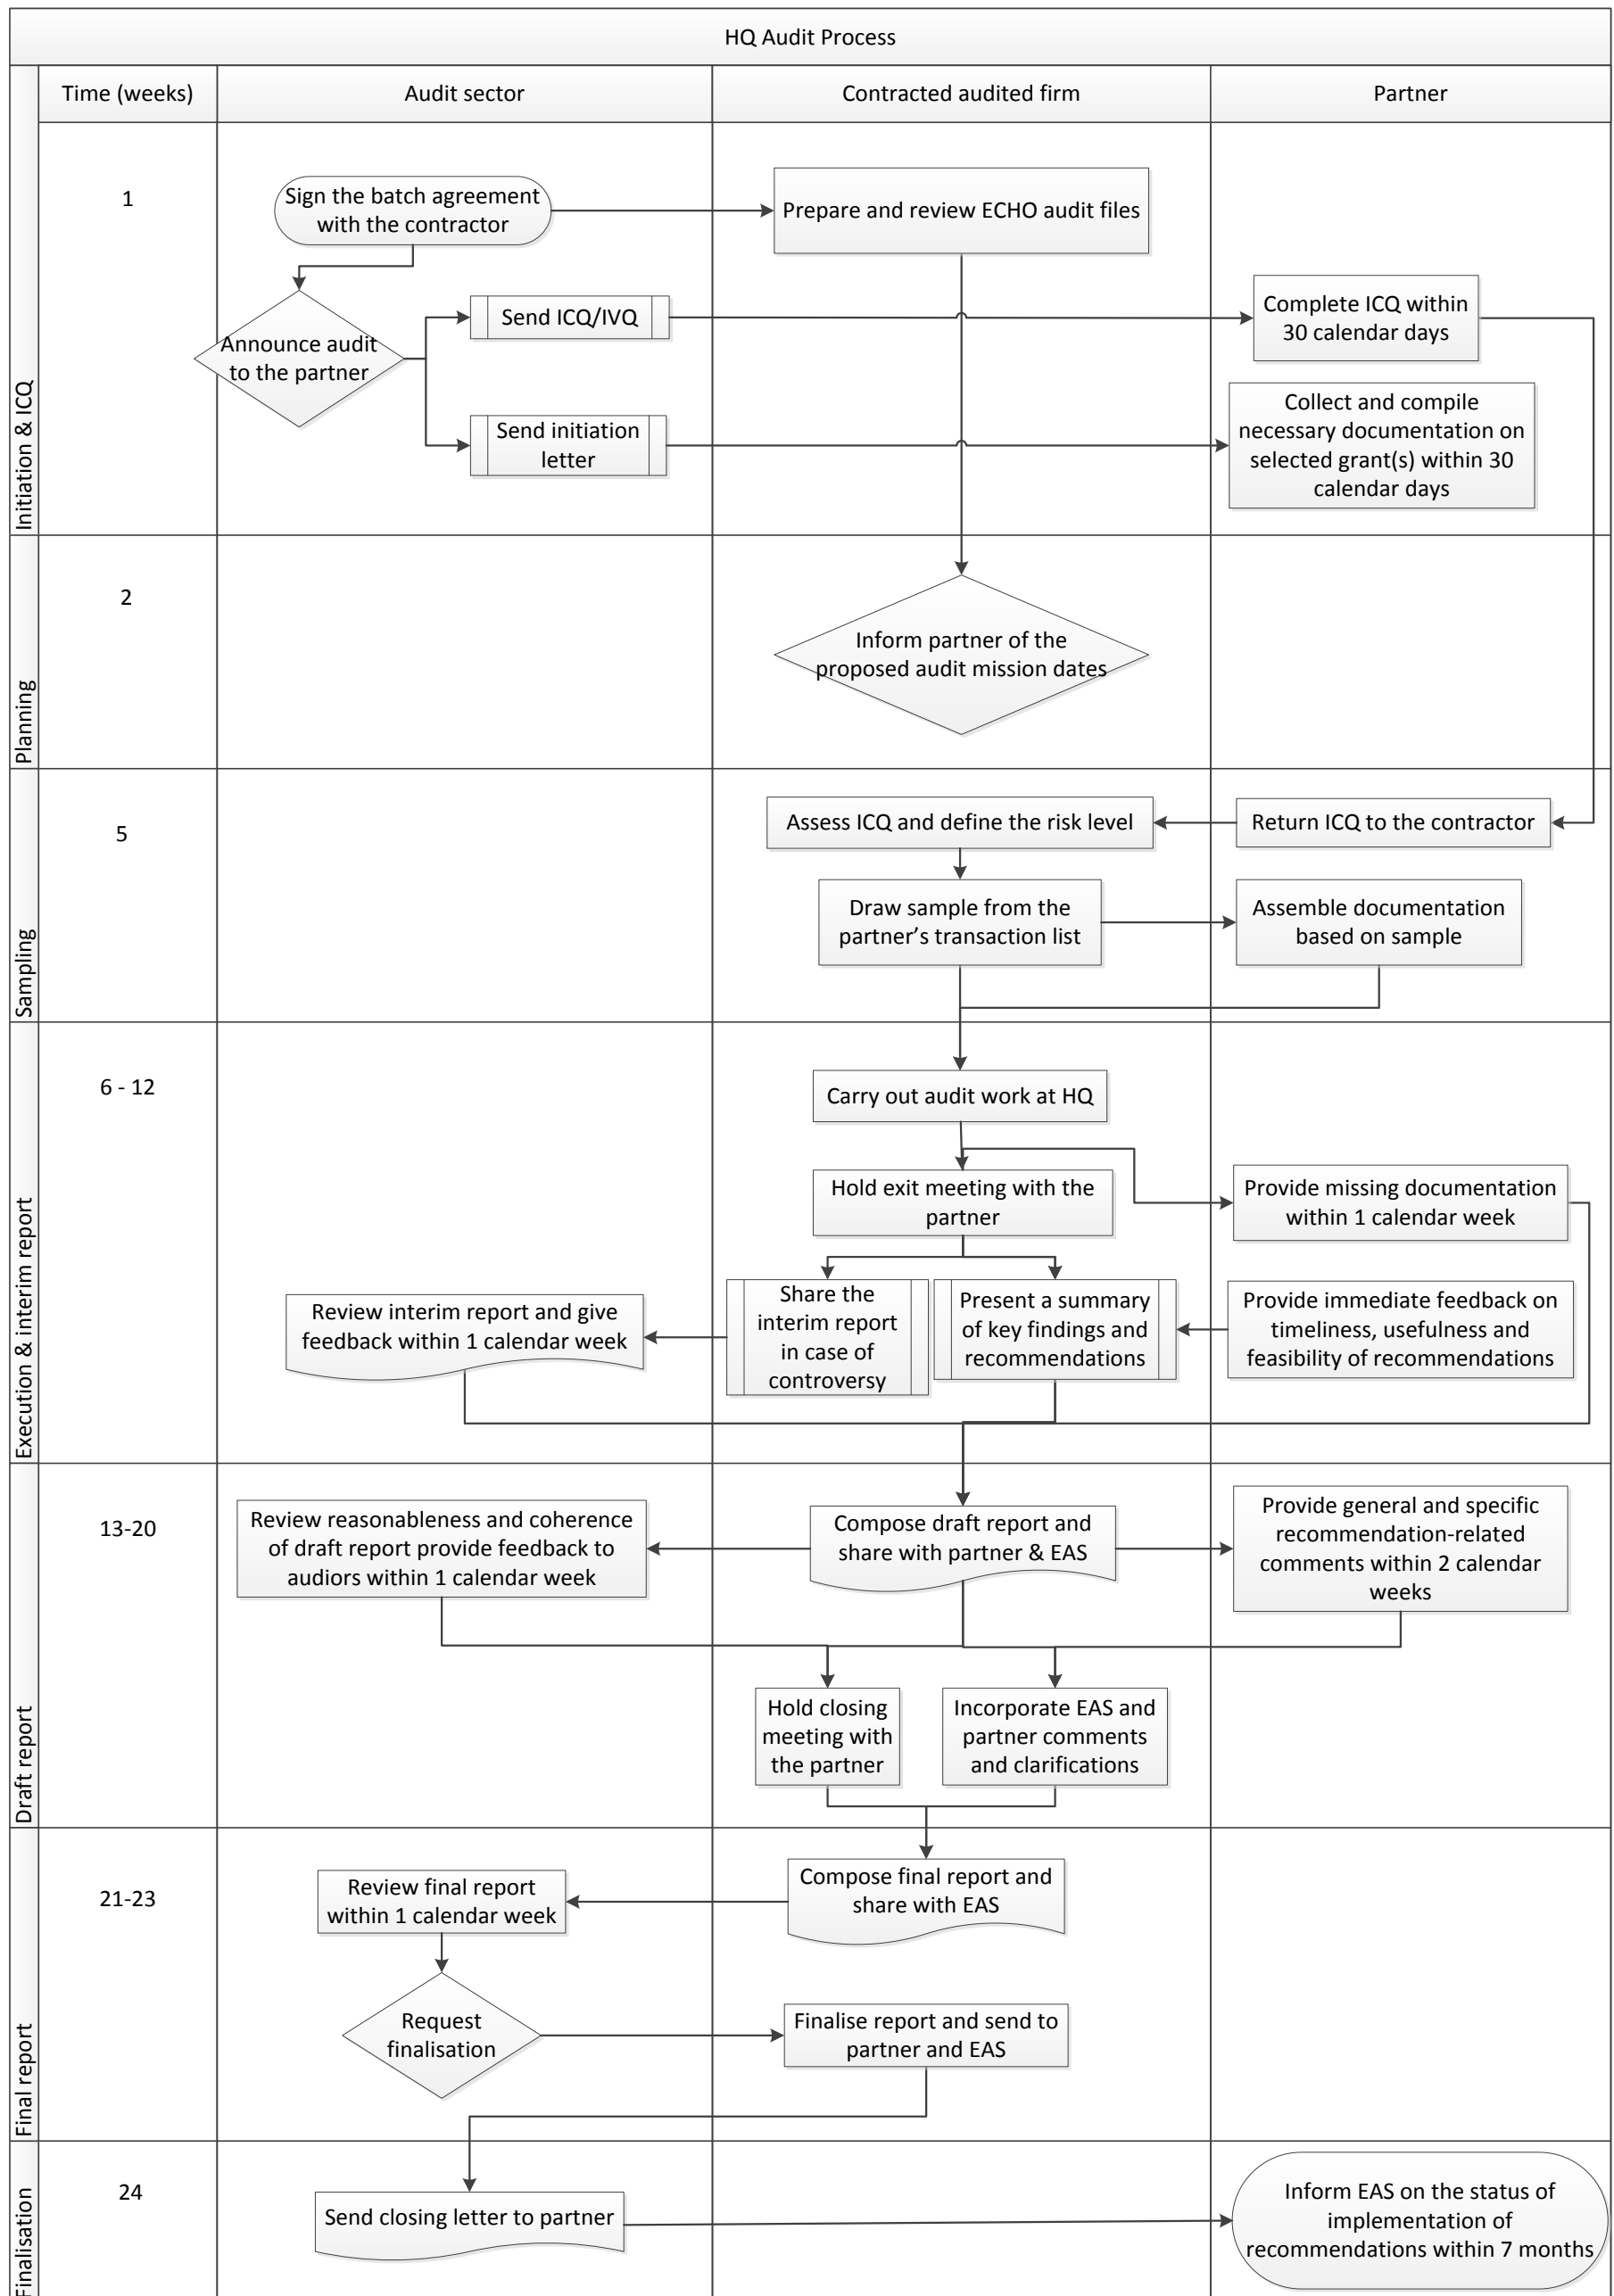 HQ Audit Process
Time (weeks)
Audit sector
Contracted audited firm
Partner
Initiation & ICQ
1
Sign the batch agreement
with the contractor
Prepare and review ECHO audit files
Announce audit
to the partner
Send ICQ/IVQ
Complete ICQ within
30 calendar days
Send initiation
letter
Collect and compile
necessary documentation on
selected grant(s) within 30
calendar days
Planning
2
Inform partner of the
proposed audit mission dates
Sampling
5
Assess ICQ and define the risk level
Return ICQ to the contractor
Draw sample from the
partner’s transaction list
Assemble documentation
based on sample
Execution & interim report
6 - 12
Carry out audit work at HQ
Hold exit meeting with the
partner
Provide missing documentation
within 1 calendar week
Review interim report and give
feedback within 1 calendar week
Share the
interim report
in case of
controversy
Present a summary
of key findings and
recommendations
Provide immediate feedback on
timeliness, usefulness and
feasibility of recommendations
Draft report
13-20
Review reasonableness and coherence
of draft report provide feedback to
audiors within 1 calendar week
Compose draft report and
share with partner & EAS
Provide general and specific
recommendation-related
comments within 2 calendar
weeks
Hold closing
meeting with
the partner
Incorporate EAS and
partner comments
and clarifications
Final report
21-23
Review final report
within 1 calendar week
Compose final report and
share with EAS
Request
finalisation
Finalise report and send to
partner and EAS
Finalisation
24
Send closing letter to partner
Inform EAS on the status of
implementation of
recommendations within 7 months